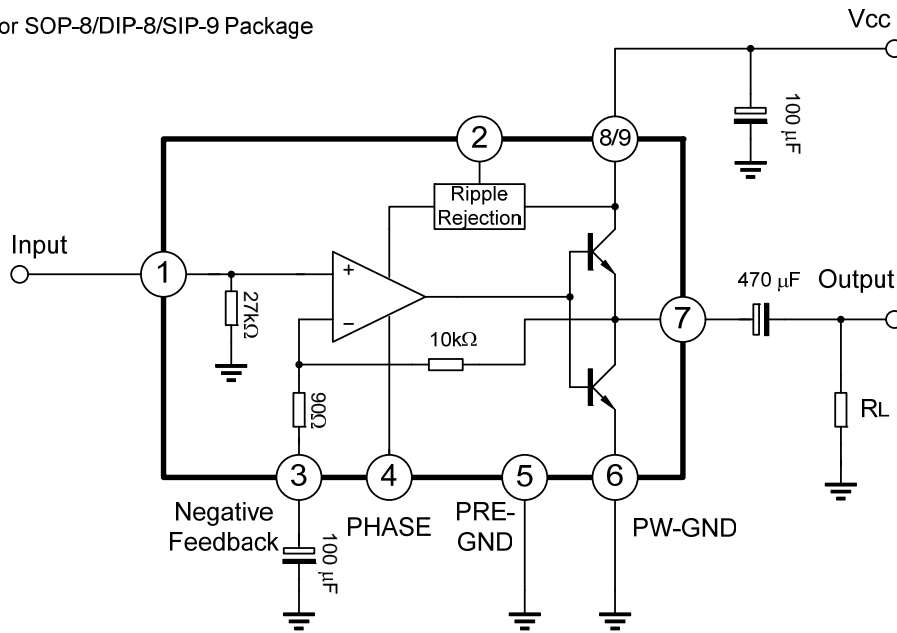 or SOP-8/DIP-8/SIP-9 Package
Vcc
100 μF
2
8/9
Ripple
Rejection
Input
1
+
−
27kΩ
10kΩ
90Ω
470 μF
Output
7
RL
3
4
5
6
Negative
Feedback
PHASE
PRE-
GND
PW-GND
100 μF